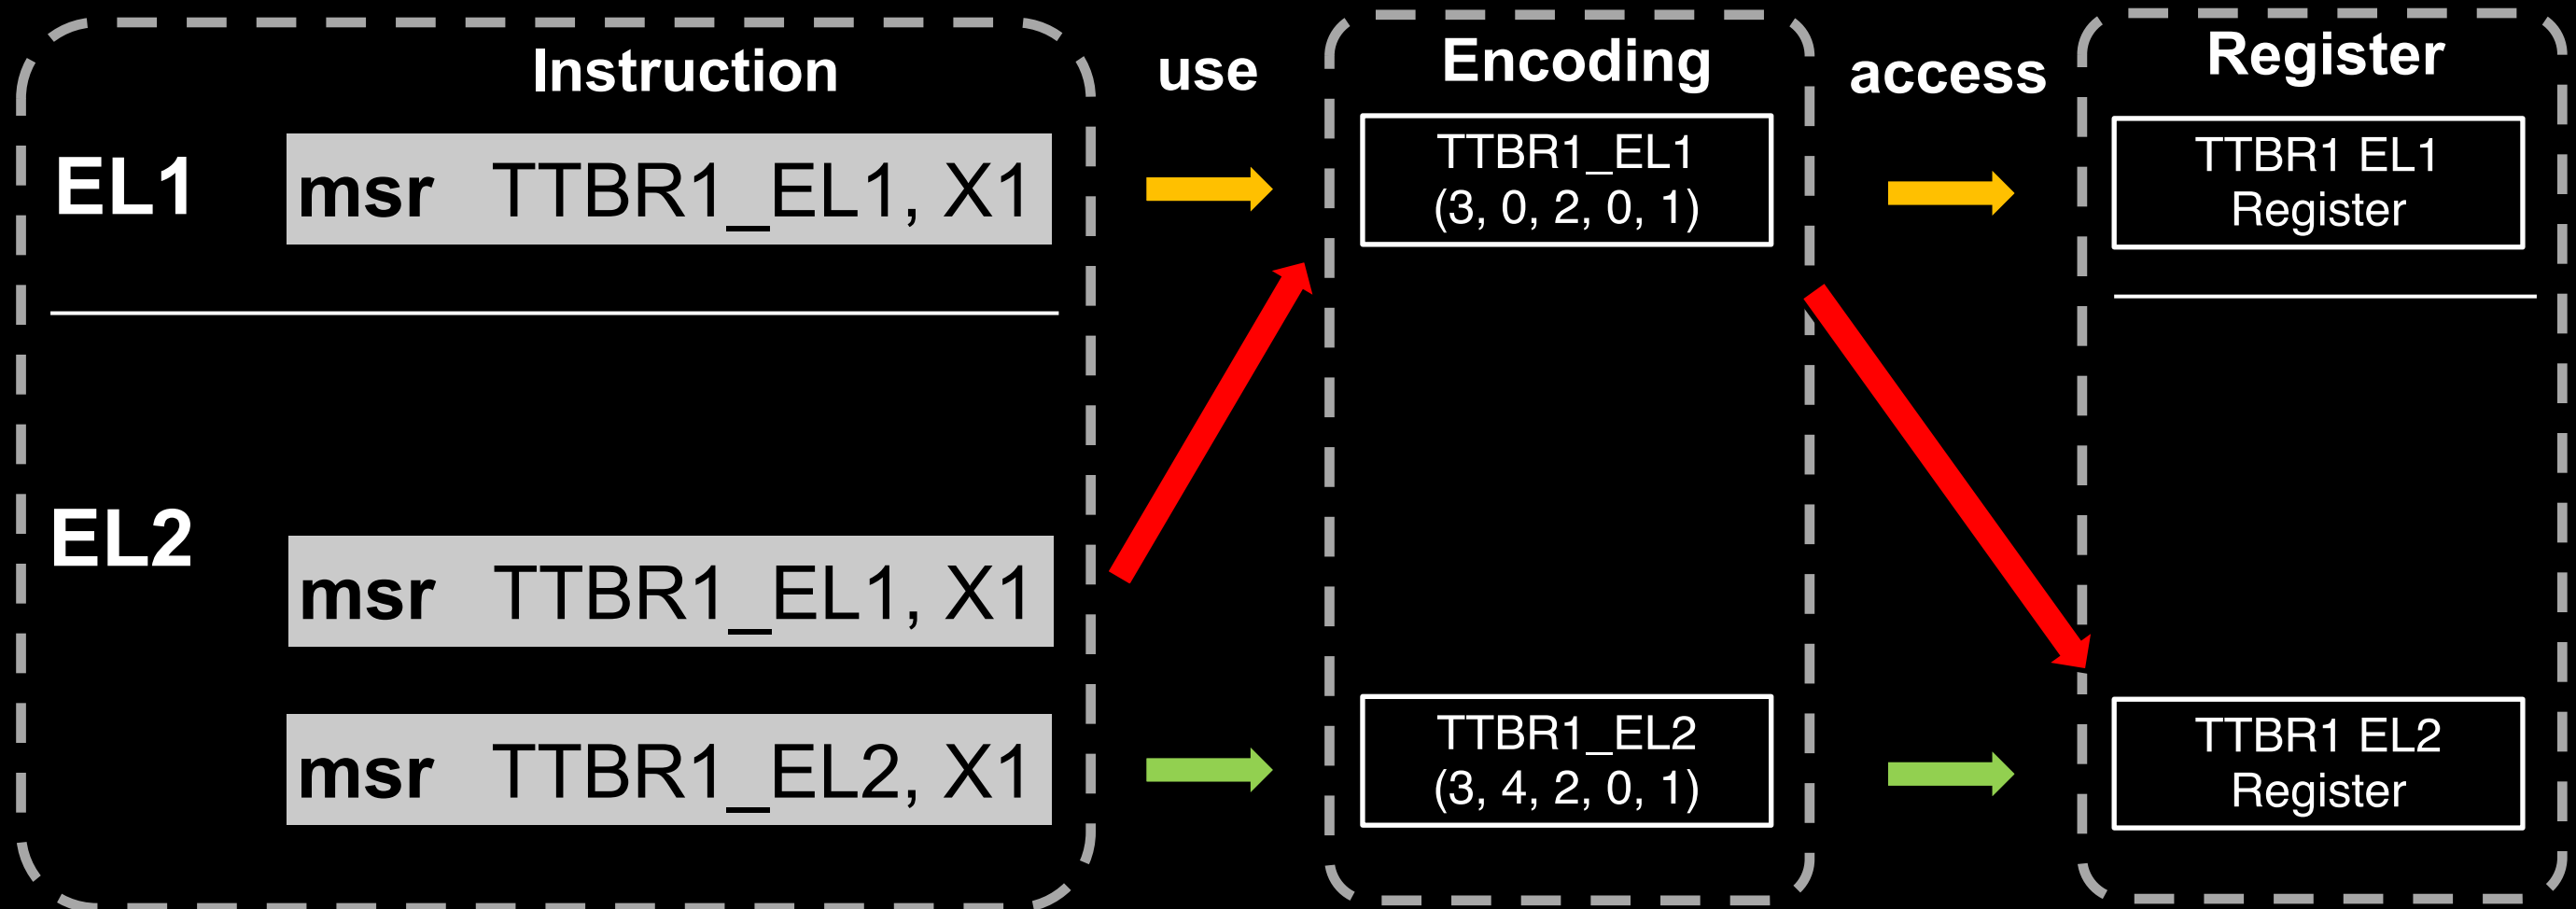 Instruction
use
Encoding
access
Register
EL1
msr TTBR1_EL1, X1
TTBR1_EL1
(3, 0, 2, 0, 1)
TTBR1 EL1
Register
EL2
msr TTBR1_EL1, X1
msr TTBR1_EL2, X1
TTBR1_EL2
(3, 4, 2, 0, 1)
TTBR1 EL2
Register